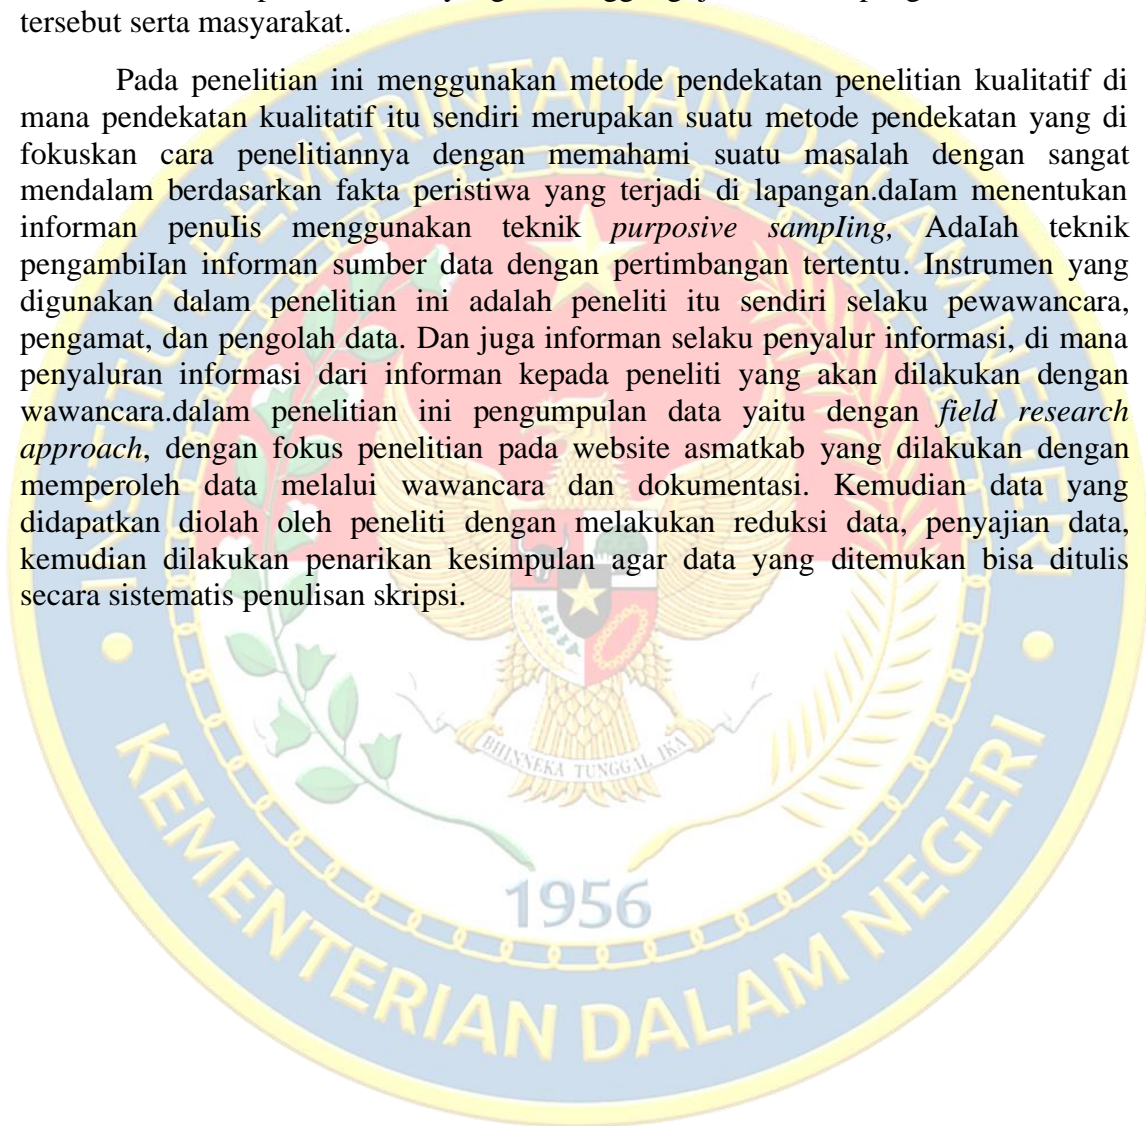 tersebut serta masyarakat.
Pada penelitian ini menggunakan metode pendekatan penelitian kualitatif di
mana pendekatan kualitatif itu sendiri merupakan suatu metode pendekatan yang di
fokuskan cara penelitiannya dengan memahami suatu masalah dengan sangat
mendalam berdasarkan fakta peristiwa yang terjadi di lapangan.daIam menentukan
informan penuIis menggunakan teknik purposive sampIing, AdaIah teknik
pengambiIan informan sumber data dengan pertimbangan tertentu. Instrumen yang
digunakan dalam penelitian ini adalah peneliti itu sendiri selaku pewawancara,
pengamat, dan pengolah data. Dan juga informan selaku penyalur informasi, di mana
penyaluran informasi dari informan kepada peneliti yang akan dilakukan dengan
wawancara.dalam penelitian ini pengumpulan data yaitu dengan field research
approach, dengan fokus penelitian pada website asmatkab yang dilakukan dengan
memperoleh data melalui wawancara dan dokumentasi. Kemudian data yang
didapatkan diolah oleh peneliti dengan melakukan reduksi data, penyajian data,
kemudian dilakukan penarikan kesimpulan agar data yang ditemukan bisa ditulis
secara sistematis penulisan skripsi.
INSTITUT PEMERINTAHAN DALAM NEGERI
BHINNEKA TUNGGAL IKA
1956
KEMENTERIAN DALAM NEGERI